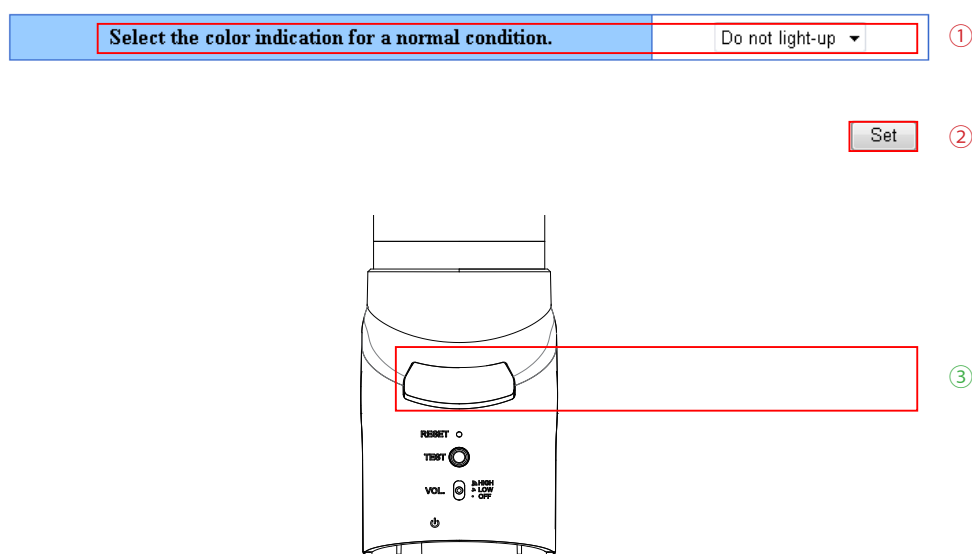 Select the color indication for a normal condition. Do not light-up ①
Set ②
③
RESET
TEST
VOL. HIGH
LOW
OFF